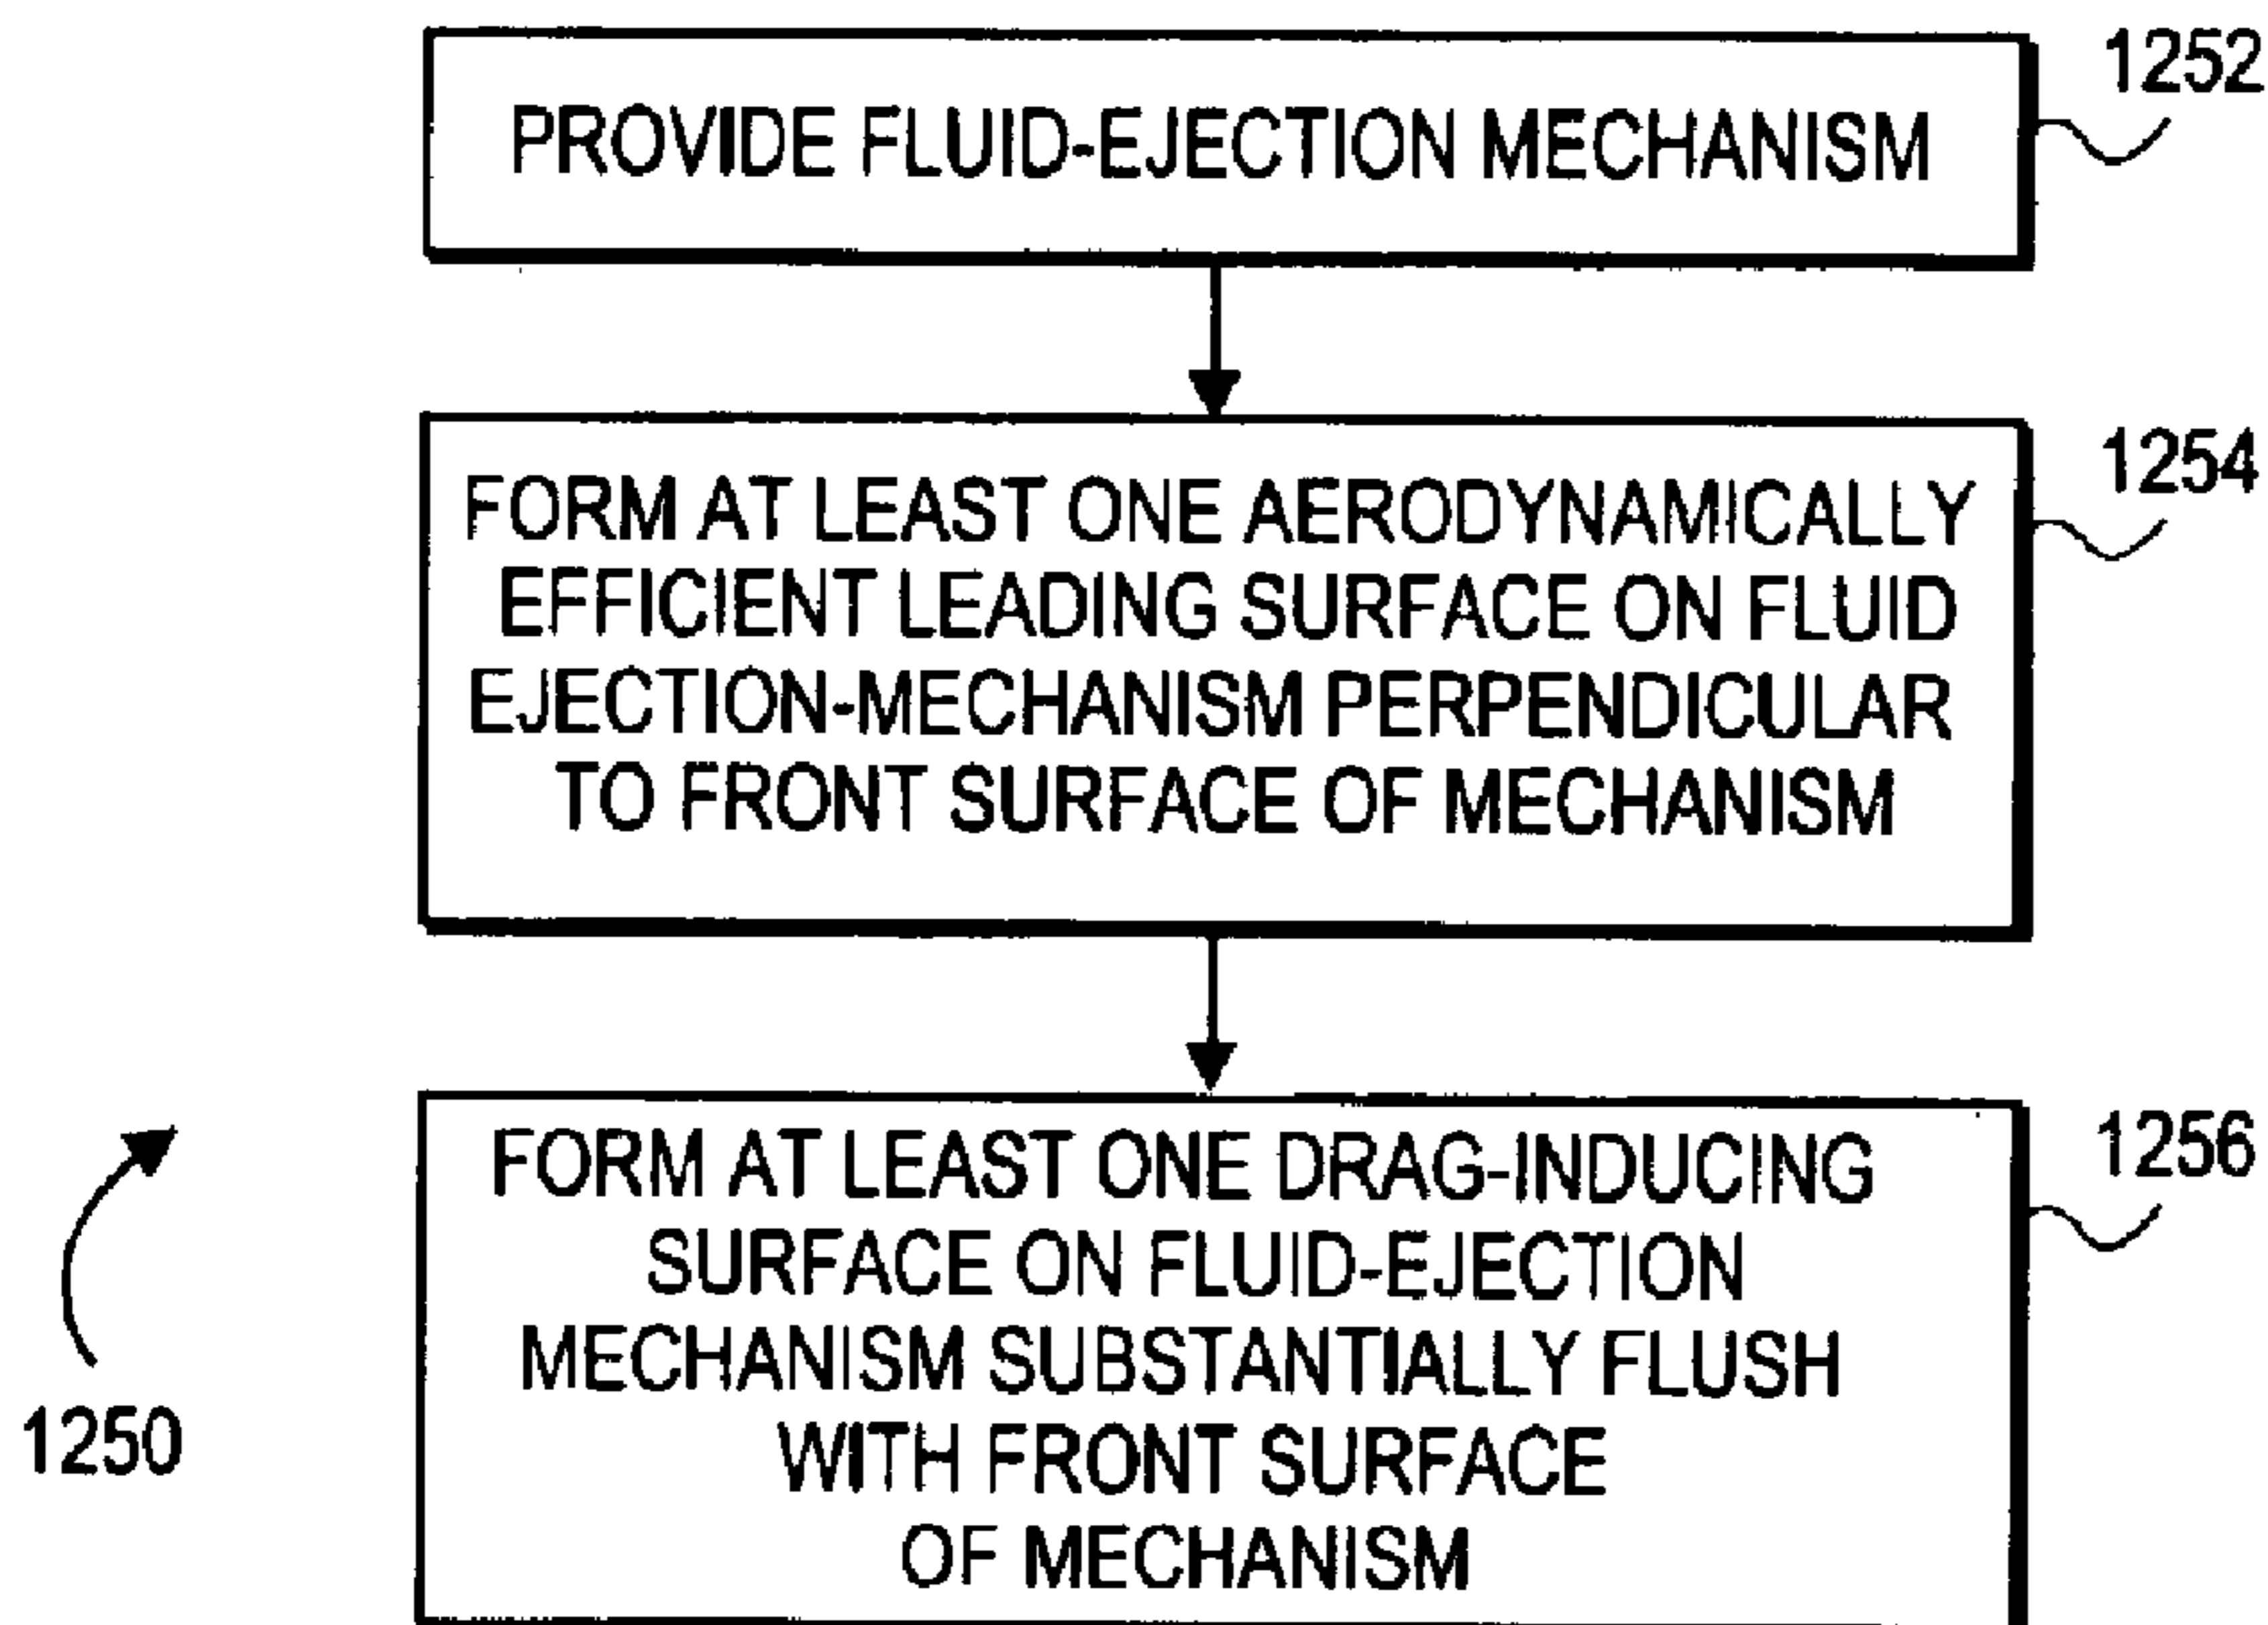 1252
PROVIDE FLUID-EJECTION MECHANISM
1254
FORM AT LEAST ONE AERODYNAMICALLY
EFFICIENT LEADING SURFACE ON FLUID
EJECTION-MECHANISM PERPENDICULAR
TO FRONT SURFACE OF MECHANISM
1256
FORM AT LEAST ONE DRAG-INDUCING
SURFACE ON FLUID-EJECTION
MECHANISM SUBSTANTIALLY FLUSH
WITH FRONT SURFACE
OF MECHANISM
1250